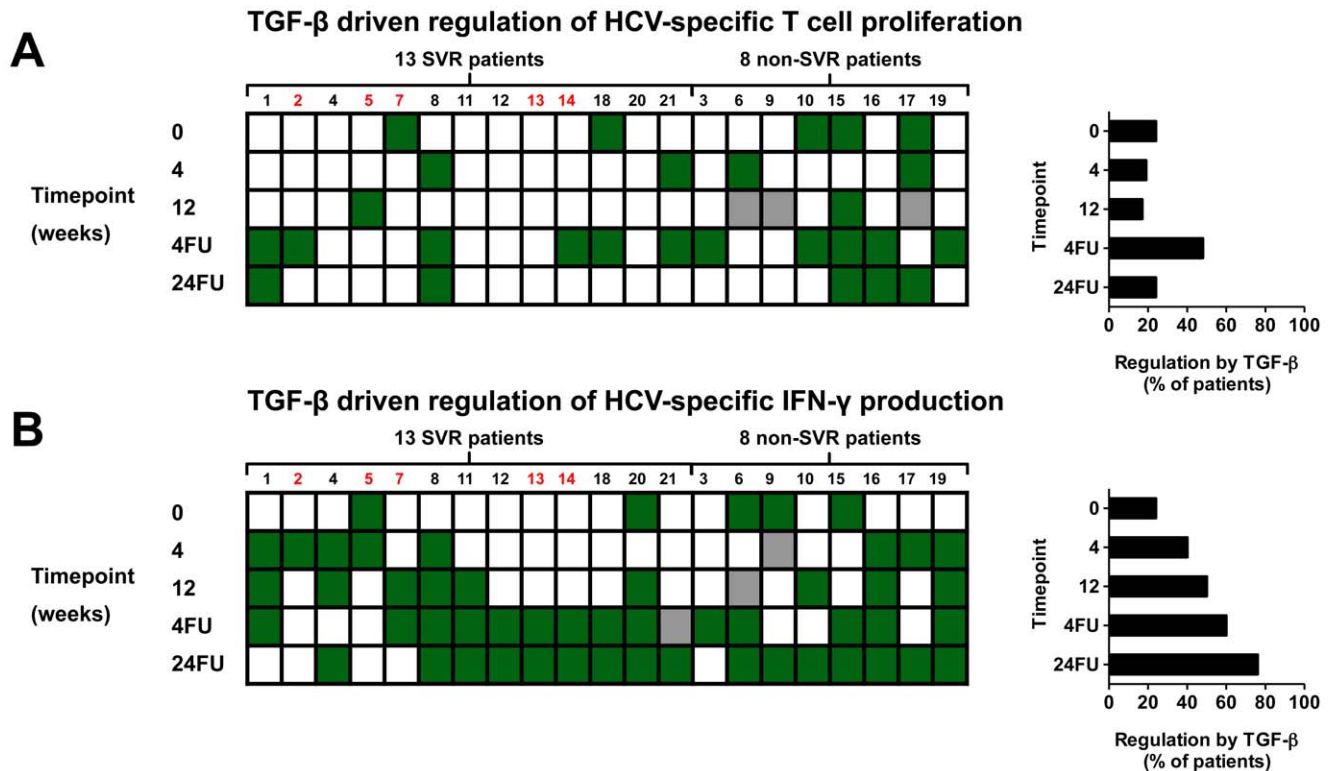 A
TGF-β driven regulation of HCV-specific T cell proliferation
13 SVR patients
8 non-SVR patients
1 2 4 5 7 8 11 12 13 14 18 20 21 3 6 9 10 15 16 17 19
Timepoint
(weeks)
0
4
12
4FU
24FU
Timepoint
0
4
12
4FU
24FU
0 20 40 60 80 100
Regulation by TGF-β
(% of patients)
B
TGF-β driven regulation of HCV-specific IFN-γ production
13 SVR patients
8 non-SVR patients
1 2 4 5 7 8 11 12 13 14 18 20 21 3 6 9 10 15 16 17 19
Timepoint
(weeks)
0
4
12
4FU
24FU
Timepoint
0
4
12
4FU
24FU
0 20 40 60 80 100
Regulation by TGF-β
(% of patients)